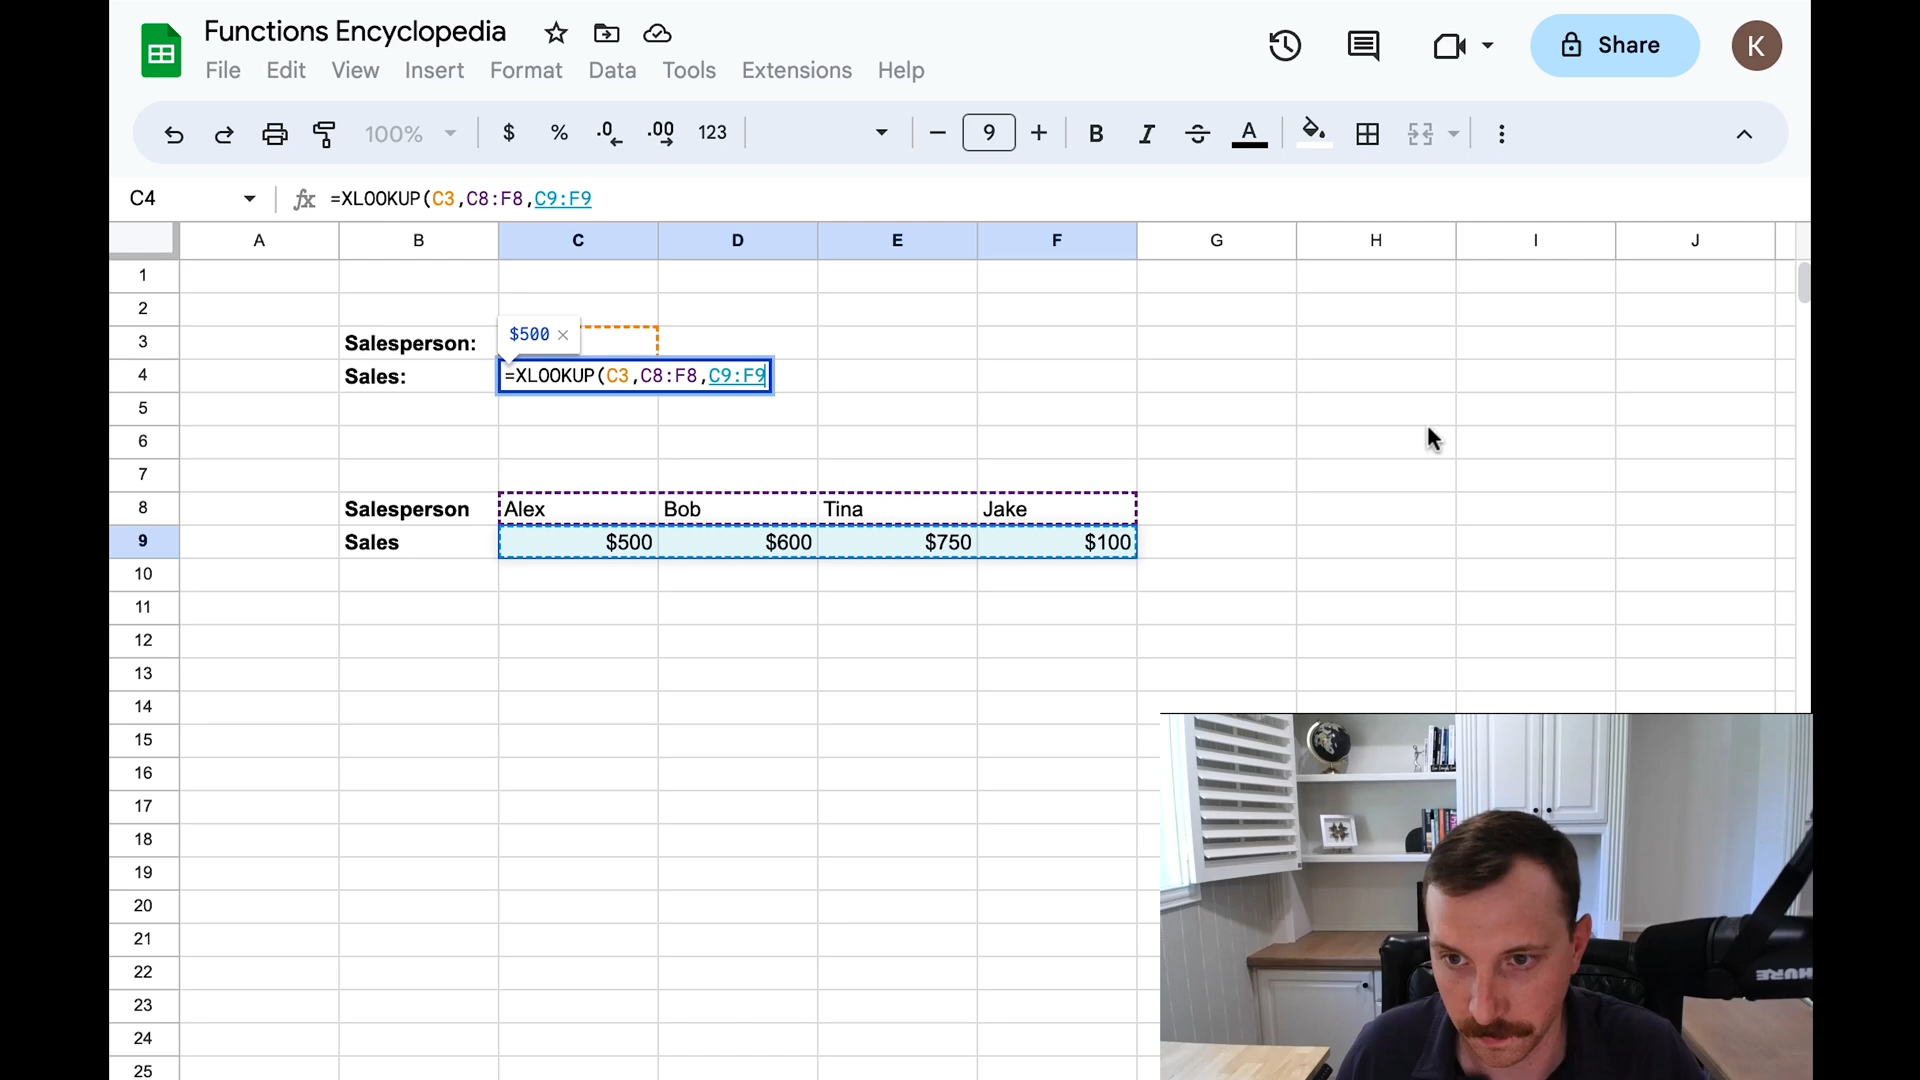 Functions Encyclopedia
File Edit View Insert Format Data Tools Extensions Help
Share
K
100% $ % .0 .00 123 9 B I S A
C4 fx =XLOOKUP(C3,C8:F8,C9:F9
A B C D E F G H I J
1
2
3 Salesperson: $500 ×
4 Sales: =XLOOKUP(C3,C8:F8,C9:F9
5
6
7
8 Salesperson Alex Bob Tina Jake
9 Sales $500 $600 $750 $100
10
11
12
13
14
15
16
17
18
19
20
21
22
23
24
25